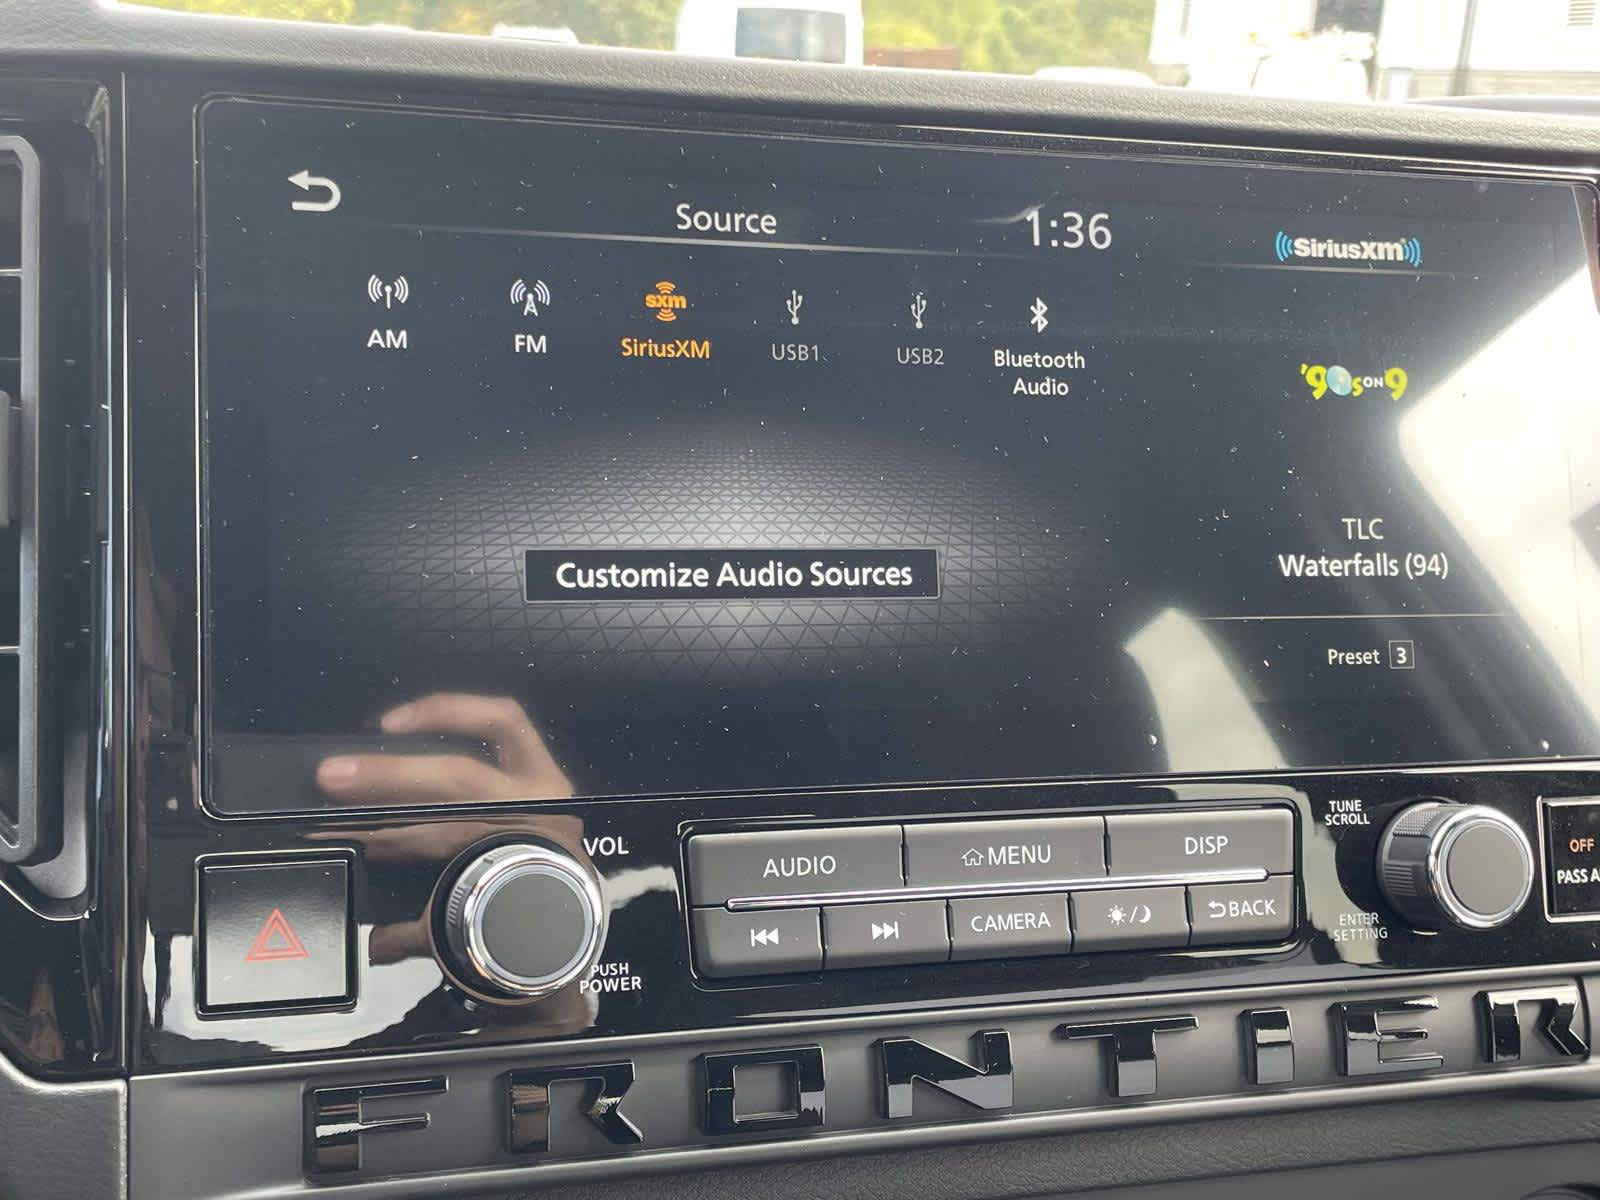 Source
1:36
SiriusXM
AM
FM
sxm
SiriusXM
USB1
USB2
Bluetooth
Audio
'90s ON 9
Customize Audio Sources
TLC
Waterfalls (94)
Preset 3
VOL
PUSH
POWER
AUDIO
MENU
DISP
CAMERA
BACK
TUNE
SCROLL
ENTER
SETTING
OFF
PASS
FRONTIER